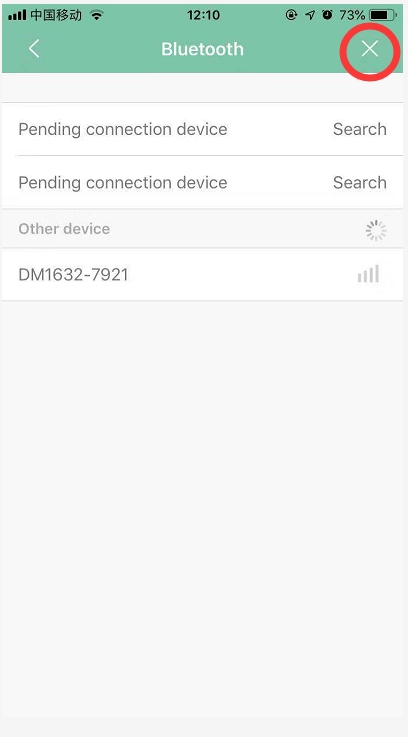 中国移动 12:10 73%
Bluetooth
Pending connection device Search
Pending connection device Search
Other device
DM1632-7921